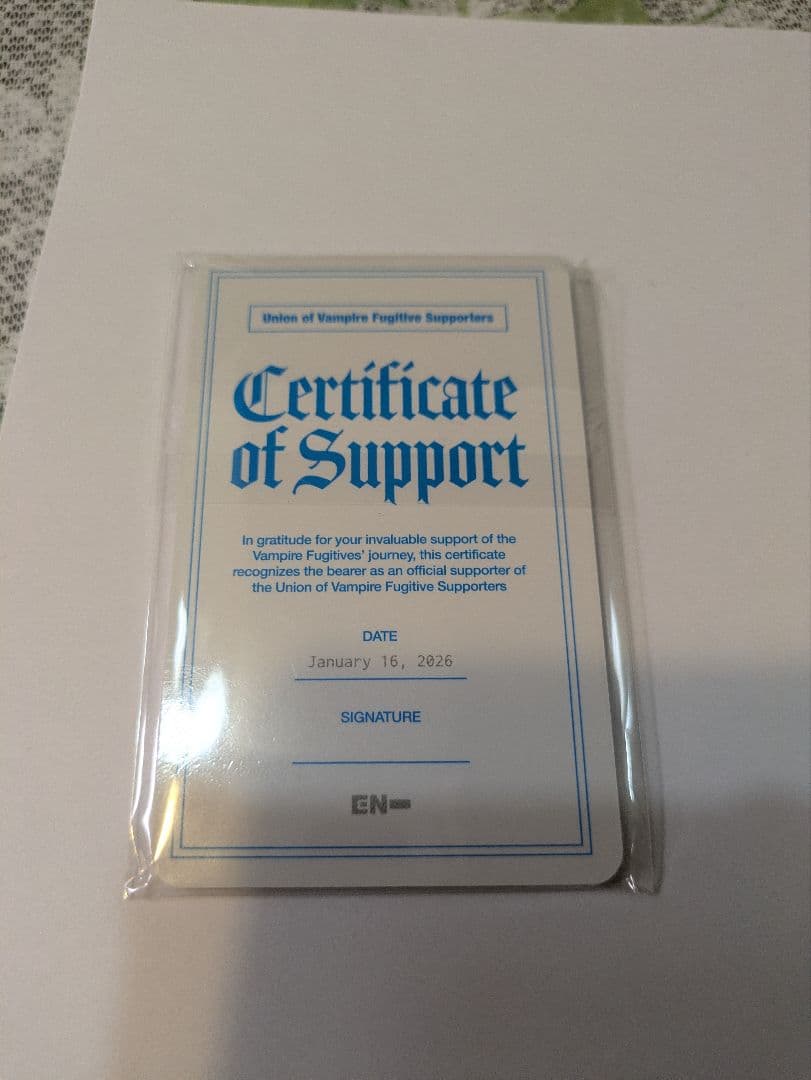 Union of Vampire Fugitive Supporters
Certificate
of Support
In gratitude for your invaluable support of the
Vampire Fugitives' journey, this certificate
recognizes the bearer as an official supporter of
the Union of Vampire Fugitive Supporters
DATE
January 16, 2026
SIGNATURE
EN-